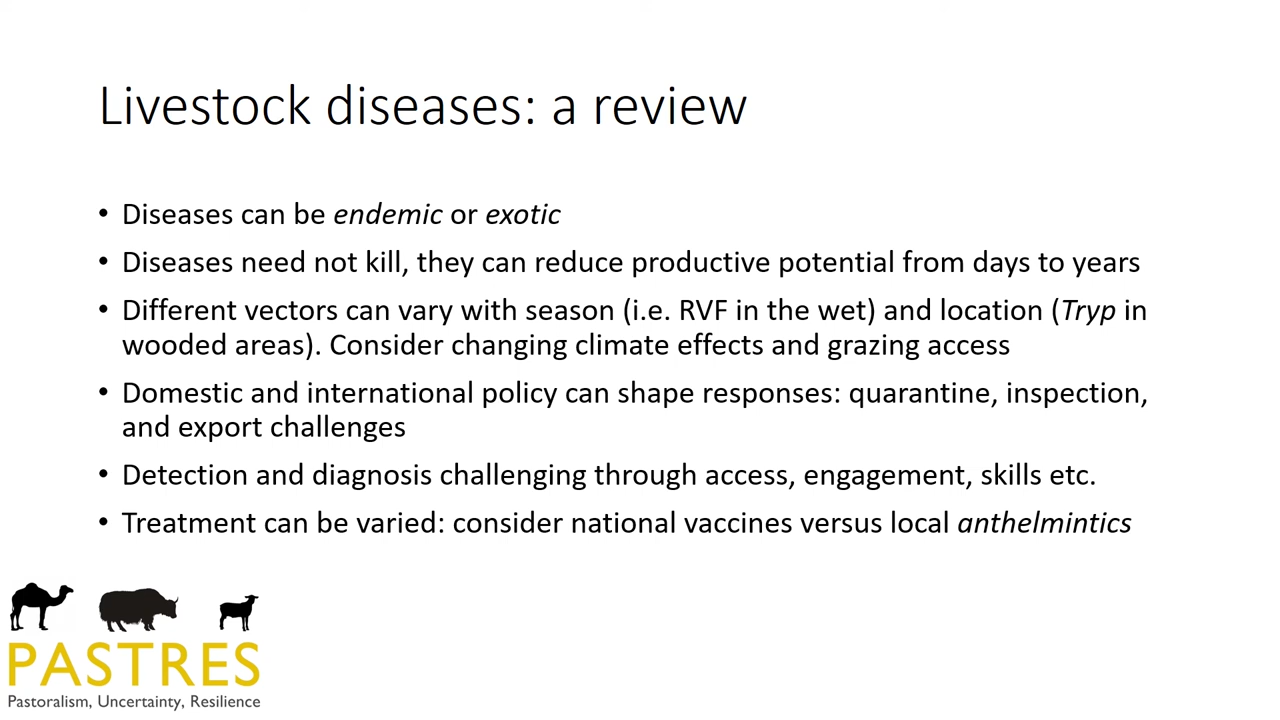 Livestock diseases: a review
• Diseases can be endemic or exotic
• Diseases need not kill, they can reduce productive potential from days to years
• Different vectors can vary with season (i.e. RVF in the wet) and location (Tryp in
wooded areas). Consider changing climate effects and grazing access
• Domestic and international policy can shape responses: quarantine, inspection,
and export challenges
• Detection and diagnosis challenging through access, engagement, skills etc.
• Treatment can be varied: consider national vaccines versus local anthelmintics
PASTRES
Pastoralism, Uncertainty, Resilience